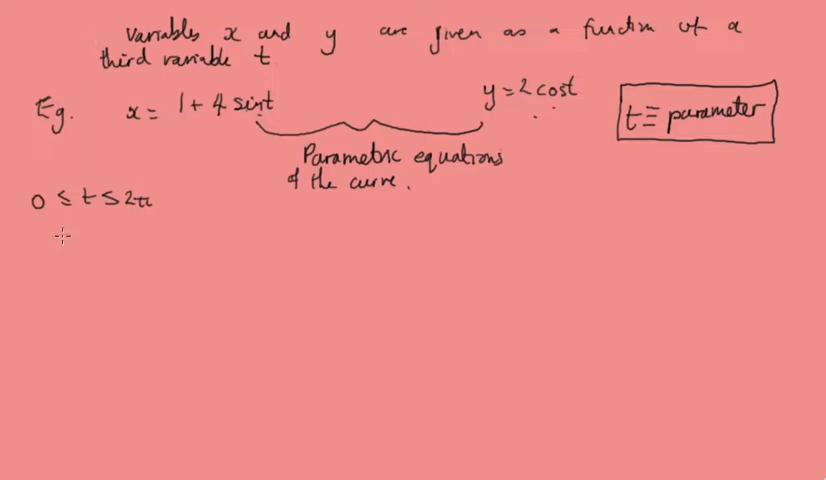 variables x and y are given as a function of a
third variable t
Eg. x = 1 + 4 sint y = 2 cost t ≡ parameter
Parametric equations
of the curve.
0 ≤ t ≤ 2π